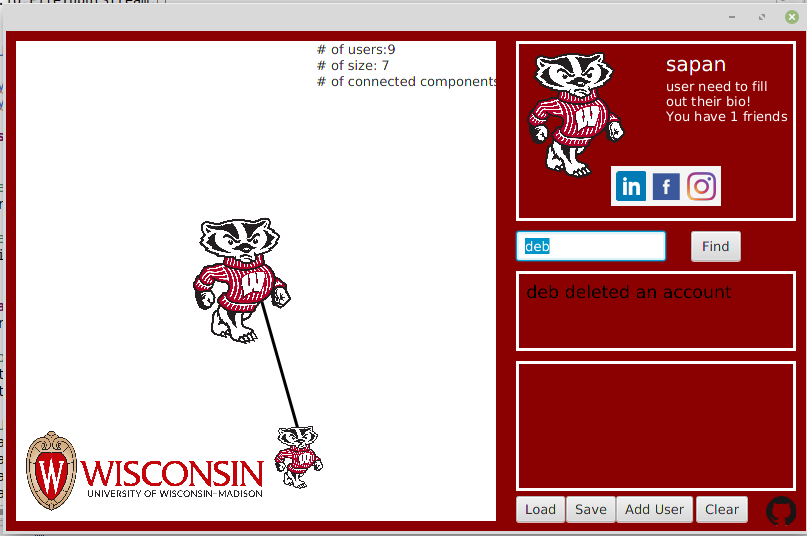 # of users:9
# of size: 7
# of connected components
WISCONSIN
UNIVERSITY OF WISCONSIN-MADISON
sapan
user need to fill
out their bio!
You have 1 friends
in f
deb
Find
deb deleted an account
Load Save Add User Clear